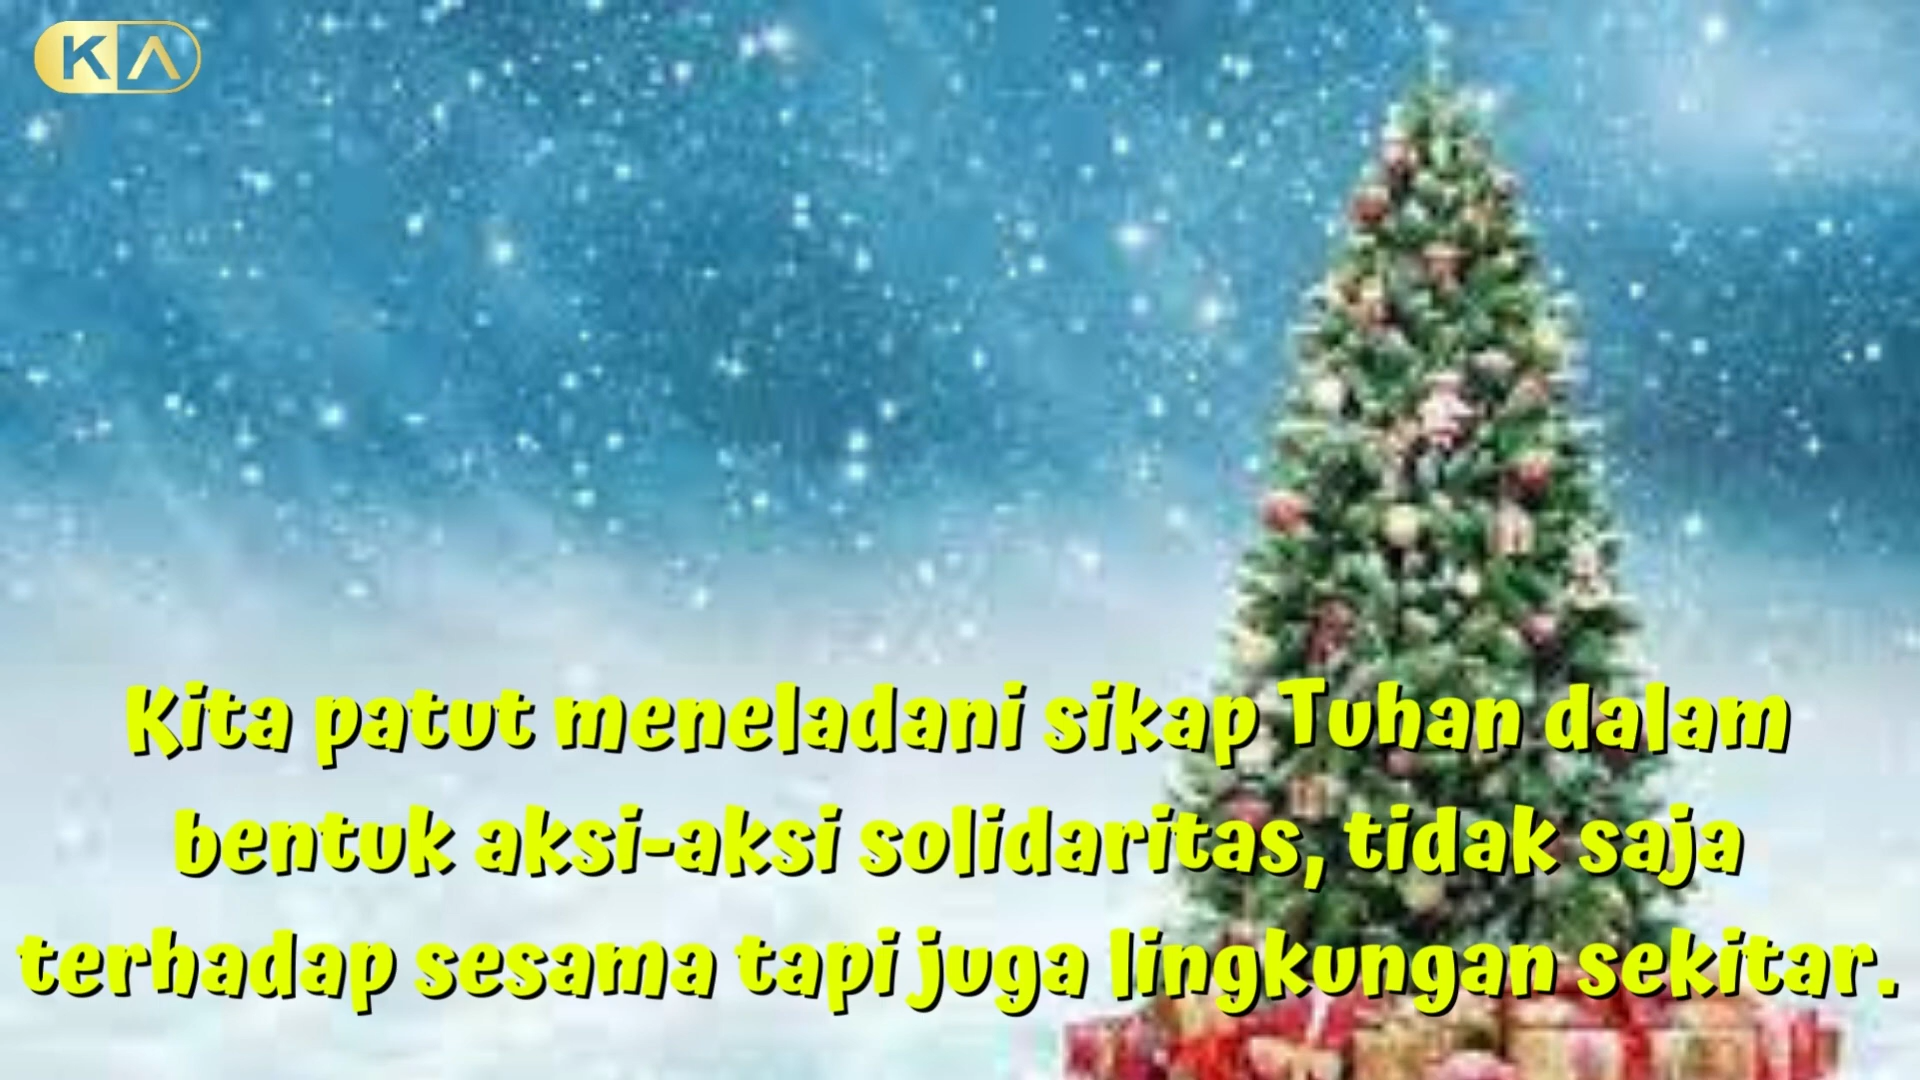 KA
Kita patut meneladani sikap Tuhan dalam
bentuk aksi-aksi solidaritas, tidak saja
terhadap sesama tapi juga lingkungan sekitar.